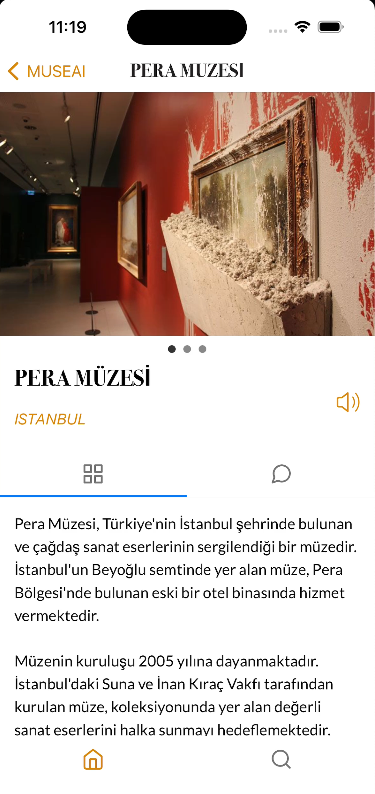 11:19
MUSEAI
PERA MUZESİ
PERA MÜZESİ
ISTANBUL
Pera Müzesi, Türkiye'nin İstanbul şehrinde bulunan
ve çağdaş sanat eserlerinin sergilendiği bir müzedir.
İstanbul'un Beyoğlu semtinde yer alan müze, Pera
Bölgesi'nde bulunan eski bir otel binasında hizmet
vermektedir.
Müzenin kuruluşu 2005 yılına dayanmaktadır.
İstanbul'daki Suna ve İnan Kıraç Vakfı tarafından
kurulan müze, koleksiyonunda yer alan değerli
sanat eserlerini halka sunmayı hedeflemektedir.